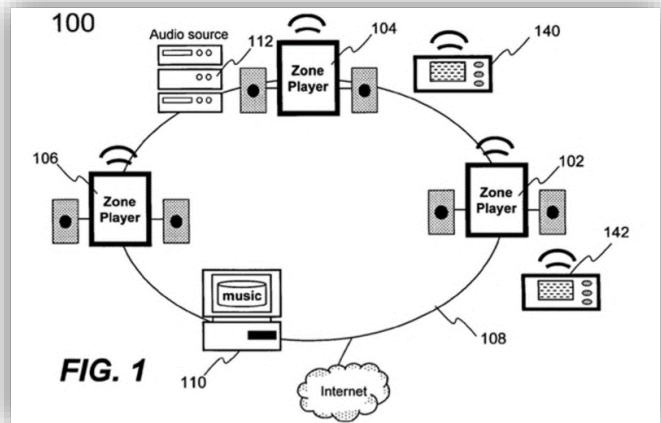 100
Audio source
112
104
Zone
Player
140
106
Zone
Player
102
Zone
Player
142
music
108
110
FIG. 1
Internet